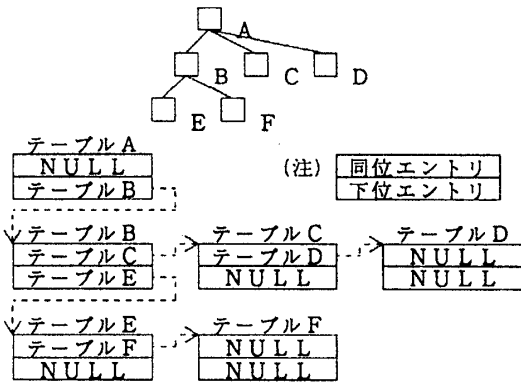 A
B C D
E F
テーブルA
NULL
テーブルB
(注) 同位エントリ
下位エントリ
テーブルB
テーブルC
テーブルE
テーブルC
テーブルD
NULL
テーブルD
NULL
NULL
テーブルE
テーブルF
NULL
テーブルF
NULL
NULL